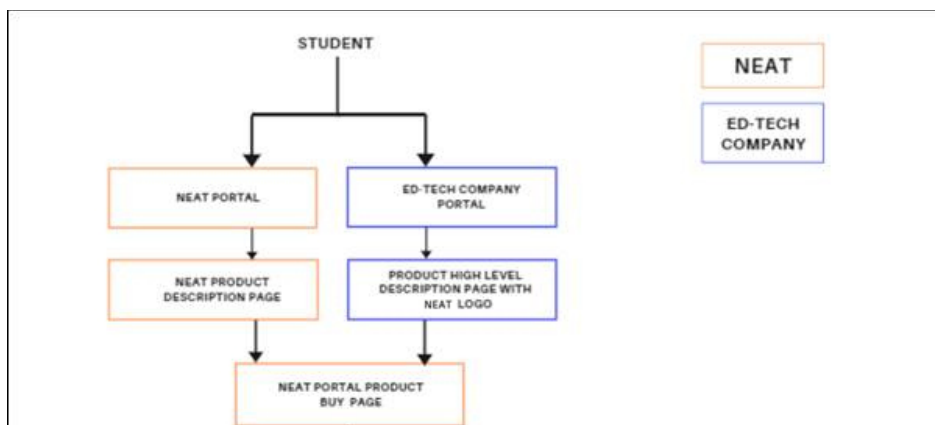 STUDENT
NEAT
ED-TECH
COMPANY
NEAT PORTAL
ED-TECH COMPANY
PORTAL
NEAT PRODUCT
DESCRIPTION PAGE
PRODUCT HIGH LEVEL
DESCRIPTION PAGE WITH
NEAT LOGO
NEAT PORTAL PRODUCT
BUY PAGE